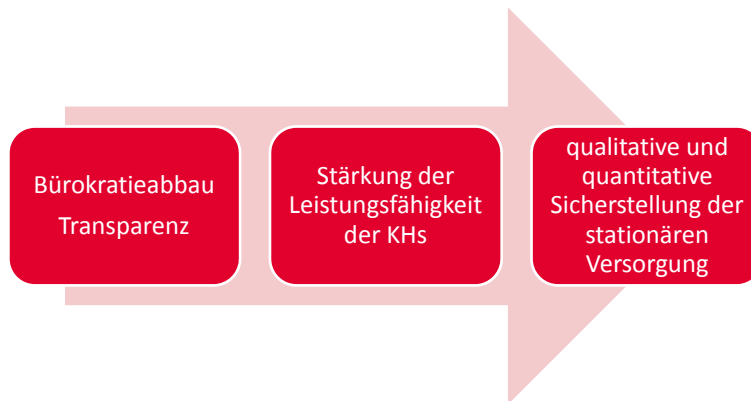 Bürokratieabbau
Transparenz
Stärkung der
Leistungsfähigkeit
der KHs
qualitative und
quantitative
Sicherstellung der
stationären
Versorgung